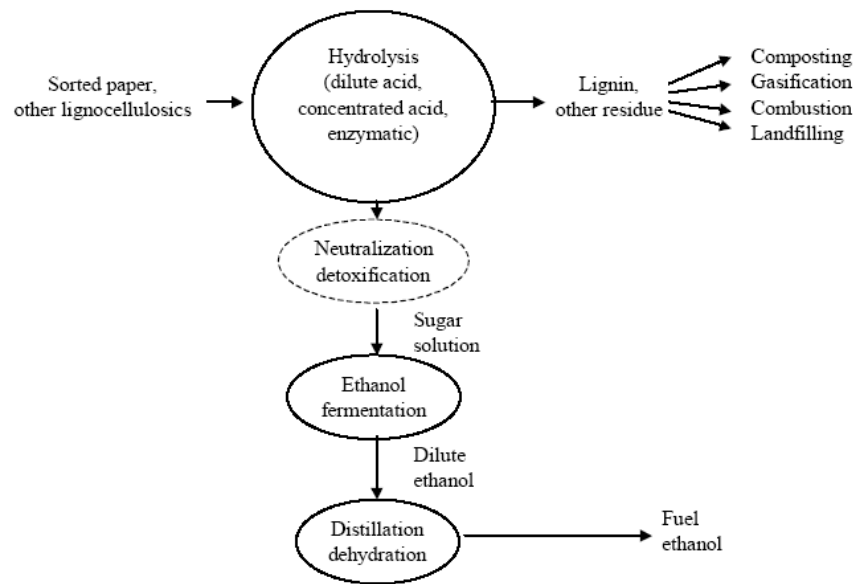 Sorted paper,
other lignocellulosics
Hydrolysis
(dilute acid,
concentrated acid,
enzymatic)
Lignin,
other residue
Composting
Gasification
Combustion
Landfilling
Neutralization
detoxification
Sugar
solution
Ethanol
fermentation
Dilute
ethanol
Distillation
dehydration
Fuel
ethanol